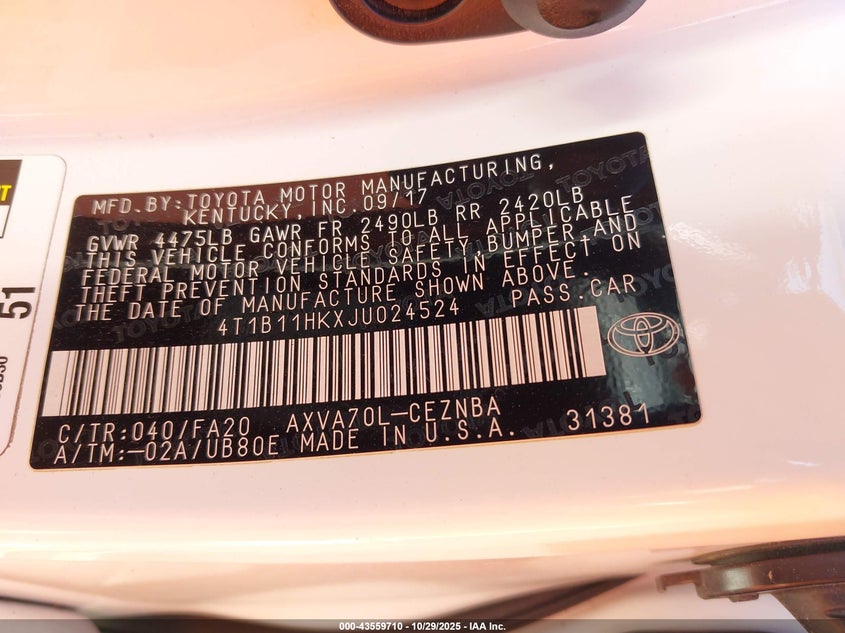 MFD. BY: TOYOTA MOTOR MANUFACTURING,
KENTUCKY, INC. 09/17
GVWR 4475LB GAWR FR 2490LB RR 2420LB
THIS VEHICLE CONFORMS TO ALL APPLICABLE
FEDERAL MOTOR VEHICLE SAFETY, BUMPER AND
THEFT PREVENTION STANDARDS IN EFFECT ON
THE DATE OF MANUFACTURE SHOWN ABOVE.
4T1B11HKXJU024524 PASS. CAR
C/TR: 040/FA20 AXVA70L-CEZNBA
A/TM: -02A/UB80E MADE IN U.S.A. 31381
51
000-43559710 | 10/29/2025 - IAA Inc.